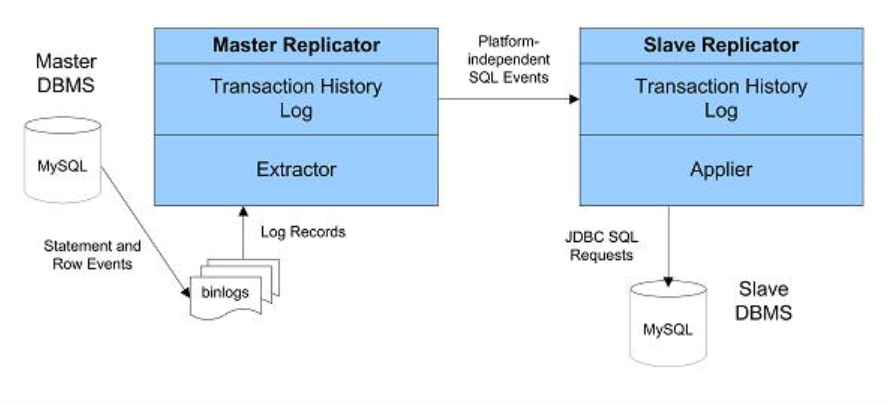 Master
DBMS
MySQL
Statement and
Row Events
binlogs
Log Records
Master Replicator
Transaction History
Log
Extractor
Platform-
independent
SQL Events
Slave Replicator
Transaction History
Log
Applier
JDBC SQL
Requests
MySQL
Slave
DBMS